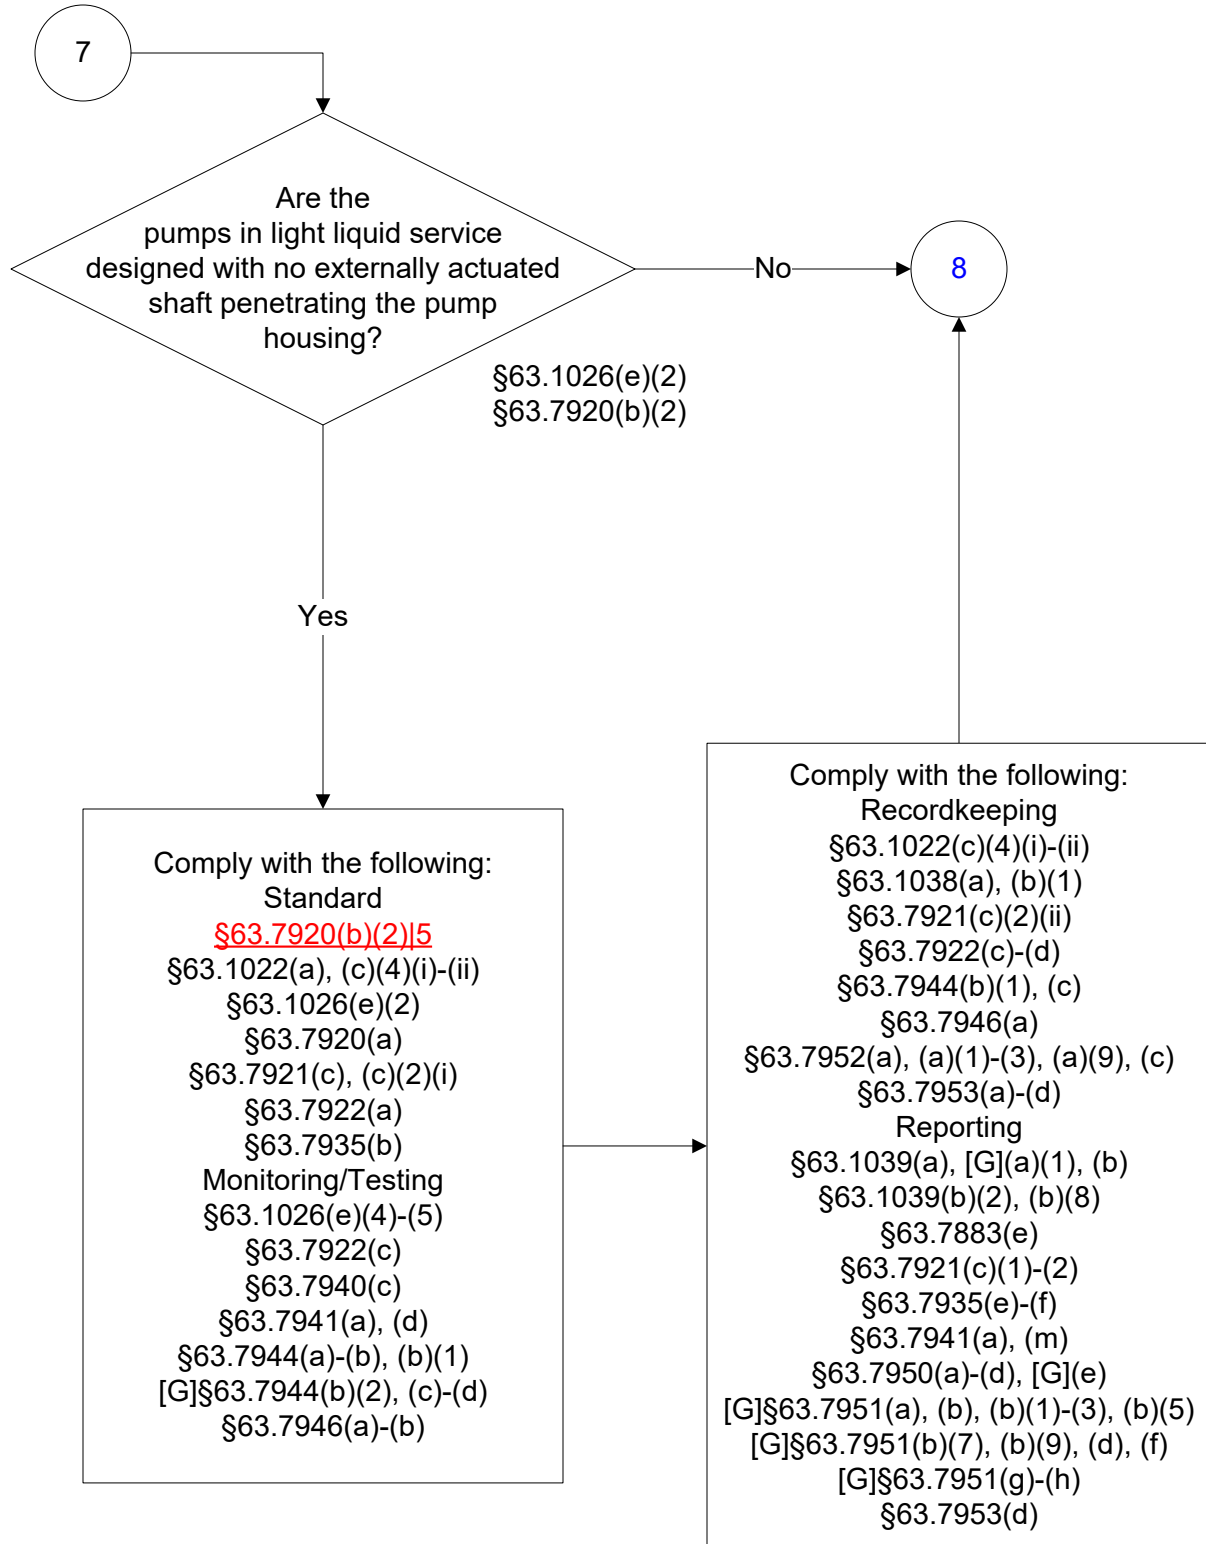 7
Are the
pumps in light liquid service
designed with no externally actuated
shaft penetrating the pump
housing?
No
8
§63.1026(e)(2)
§63.7920(b)(2)
Yes
Comply with the following:
Standard
§63.7920(b)(2)|5
§63.1022(a), (c)(4)(i)-(ii)
§63.1026(e)(2)
§63.7920(a)
§63.7921(c), (c)(2)(i)
§63.7922(a)
§63.7935(b)
Monitoring/Testing
§63.1026(e)(4)-(5)
§63.7922(c)
§63.7940(c)
§63.7941(a), (d)
§63.7944(a)-(b), (b)(1)
[G]§63.7944(b)(2), (c)-(d)
§63.7946(a)-(b)
Comply with the following:
Recordkeeping
§63.1022(c)(4)(i)-(ii)
§63.1038(a), (b)(1)
§63.7921(c)(2)(ii)
§63.7922(c)-(d)
§63.7944(b)(1), (c)
§63.7946(a)
§63.7952(a), (a)(1)-(3), (a)(9), (c)
§63.7953(a)-(d)
Reporting
§63.1039(a), [G](a)(1), (b)
§63.1039(b)(2), (b)(8)
§63.7883(e)
§63.7921(c)(1)-(2)
§63.7935(e)-(f)
§63.7941(a), (m)
§63.7950(a)-(d), [G](e)
[G]§63.7951(a), (b), (b)(1)-(3), (b)(5)
[G]§63.7951(b)(7), (b)(9), (d), (f)
[G]§63.7951(g)-(h)
§63.7953(d)